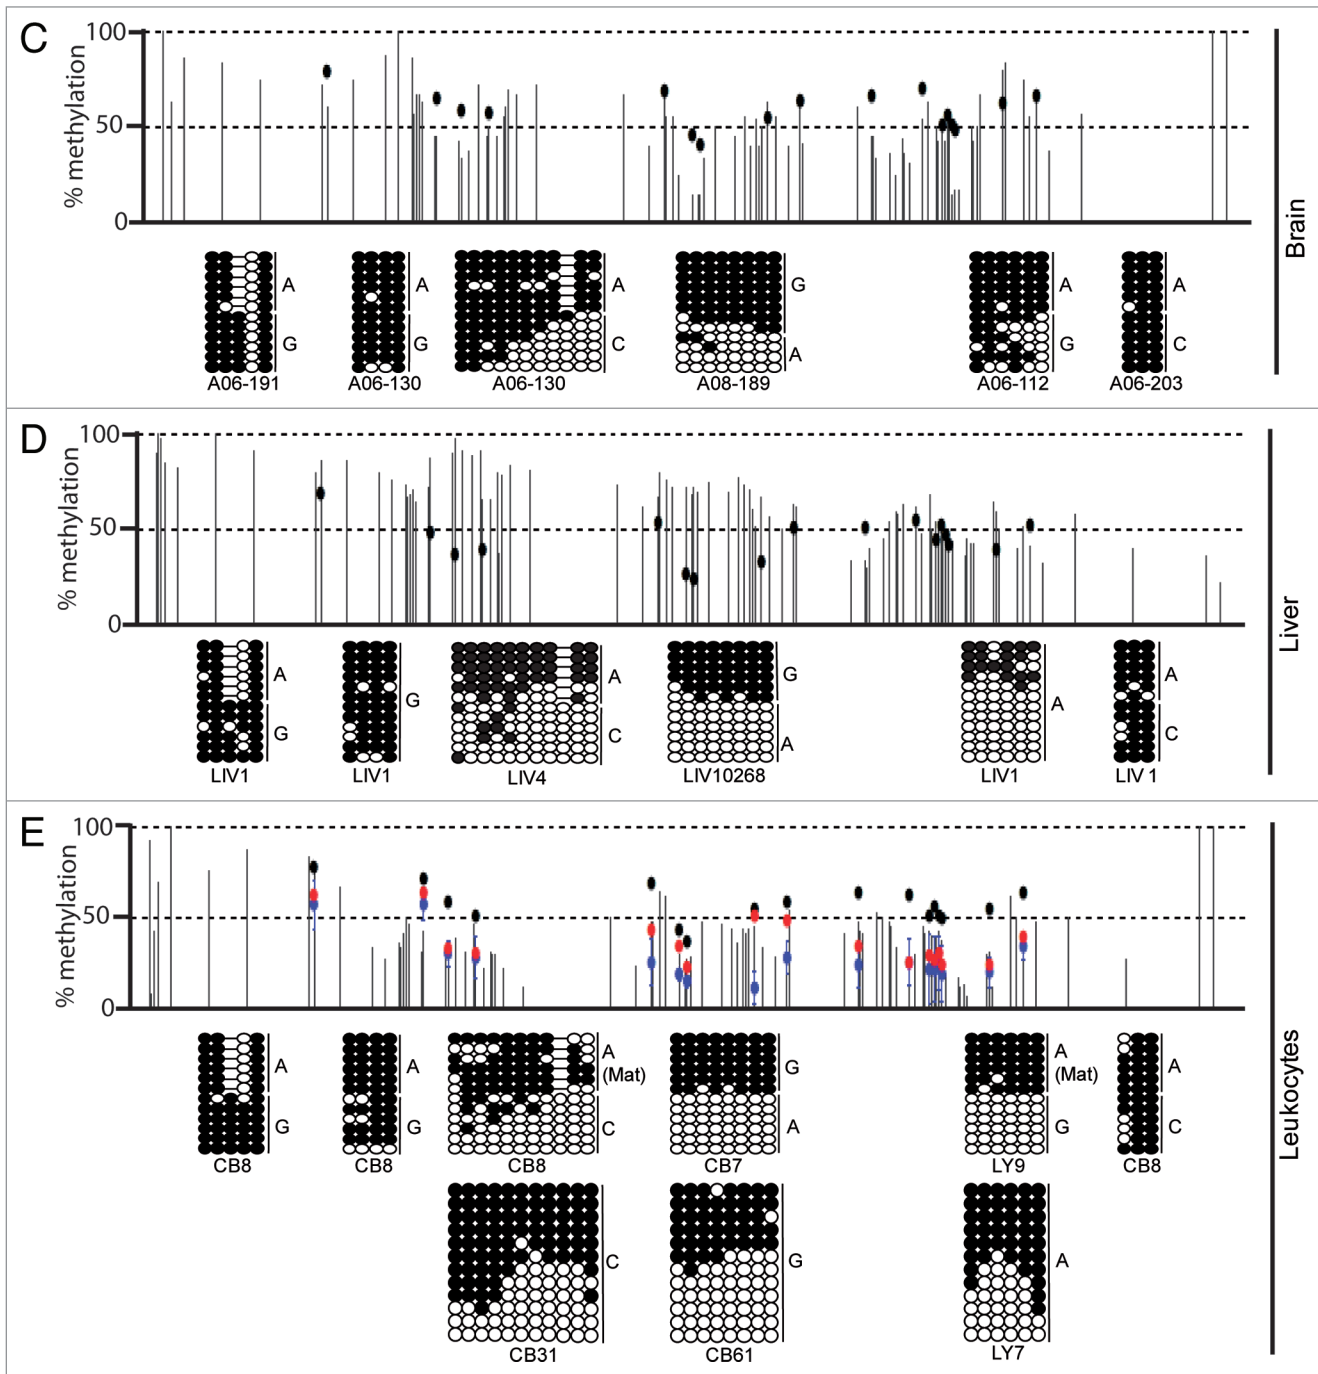 C
% methylation
100
50
0
Brain
A
G
A06-191
A
G
A06-130
A
C
A06-130
G
A
A08-189
A
G
A06-112
A
C
A06-203
D
% methylation
100
50
0
Liver
A
G
LIV1
G
LIV1
A
C
LIV4
G
A
LIV10268
A
LIV1
A
C
LIV 1
E
% methylation
100
50
0
Leukocytes
A
G
CB8
A
G
CB8
A
(Mat)
C
CB8
G
A
CB7
A
(Mat)
G
LY9
A
C
CB8
C
CB31
G
CB61
A
LY7